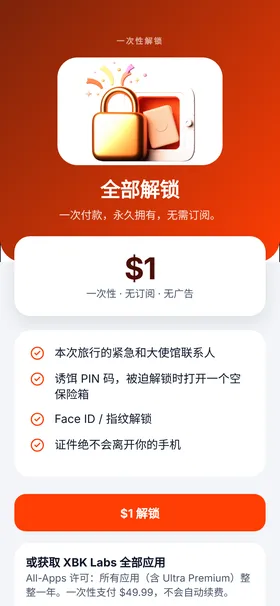 一次性解锁
全部解锁
一次付款，永久拥有，无需订阅。
$1
一次性 · 无订阅 · 无广告
本次旅行的紧急和大使馆联系人
诱饵 PIN 码，被迫解锁时打开一个空
保险箱
Face ID / 指纹解锁
证件绝不会离开你的手机
$1 解锁
或获取 XBK Labs 全部应用
All-Apps 许可：所有应用（含 Ultra Premium）整
整一年。一次性支付 $49.99，不会自动续费。